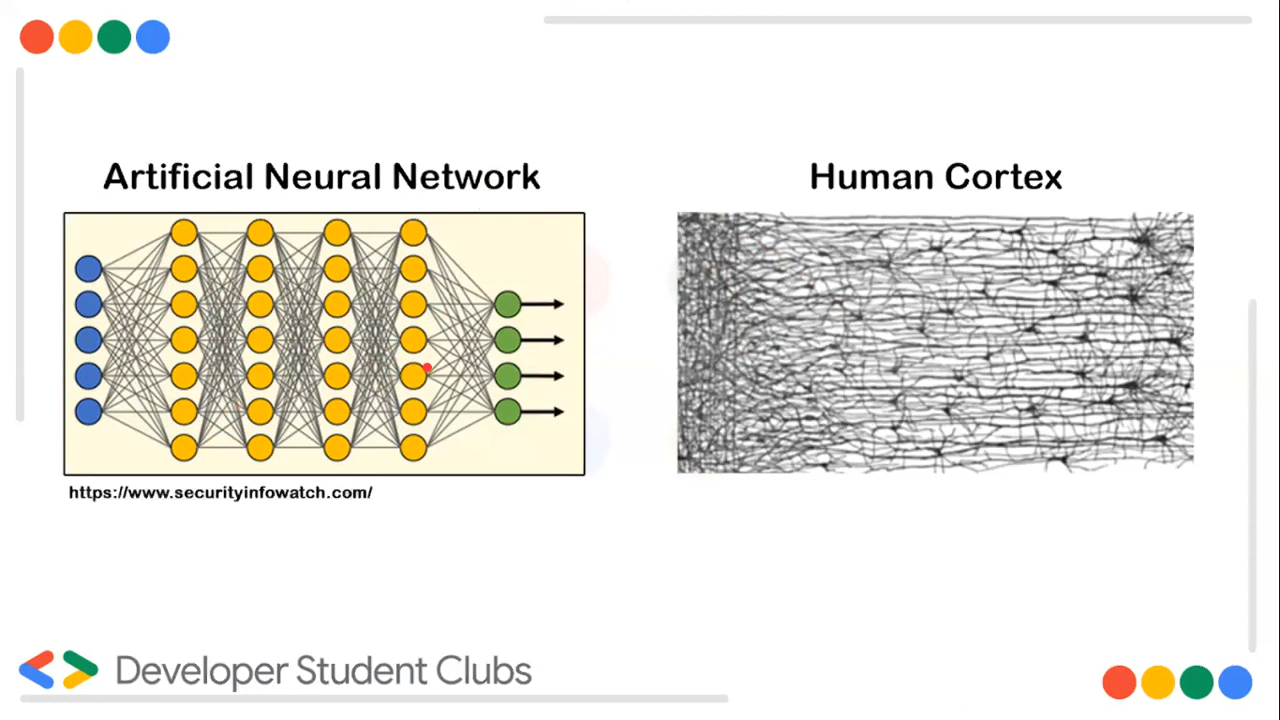 Artificial Neural Network
Human Cortex
https://www.securityinfowatch.com/
Developer Student Clubs